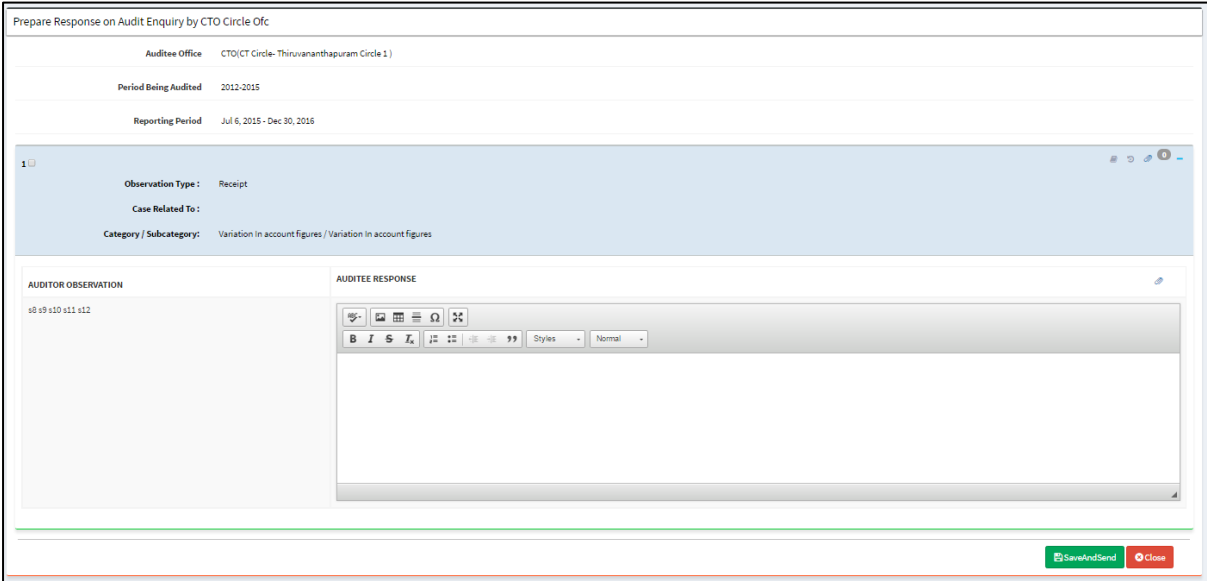 Prepare Response on Audit Enquiry by CTO Circle Ofc
Auditee Office CTO(CT Circle- Thiruvananthapuram Circle 1 )
Period Being Audited 2012-2015
Reporting Period Jul 6, 2015 - Dec 30, 2016
1
0
Observation Type : Receipt
Case Related To :
Category / Subcategory: Variation In account figures / Variation In account figures
AUDITOR OBSERVATION
AUDITEE RESPONSE
s8 s9 s10 s11 s12
ABC
Ω
B I S Ix
Styles
Normal
SaveAndSend
Close